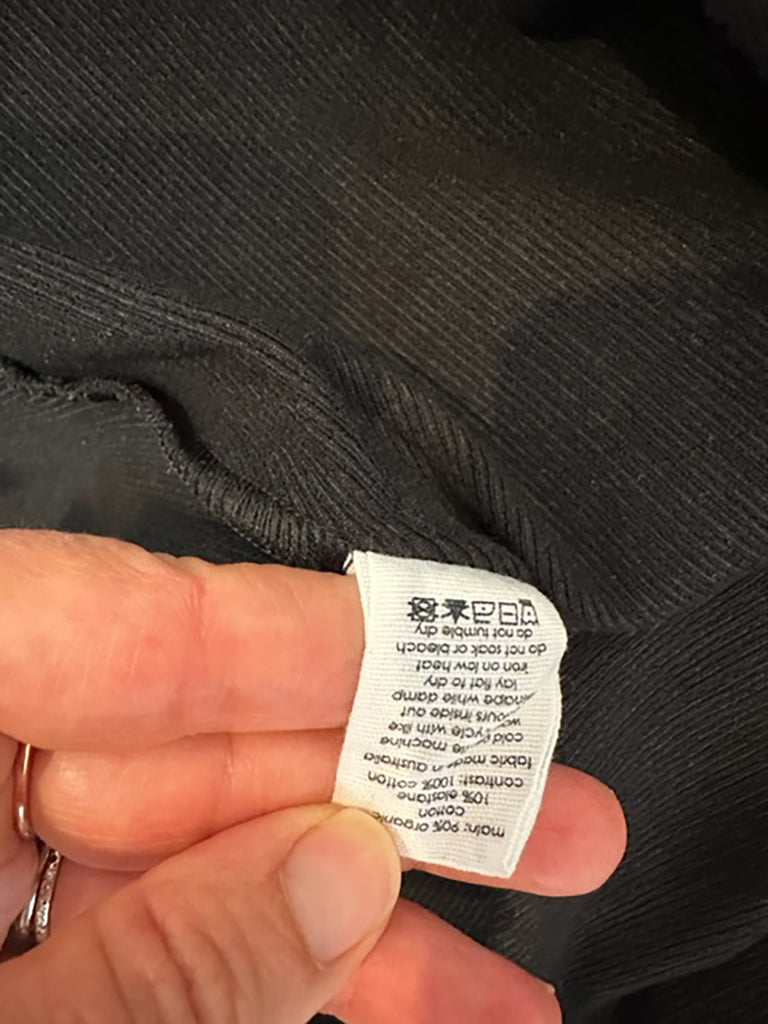 main: 90% organic
cotton
10% elastane
contrast: 100% cotton
fabric made in australia
machine
cold cycle with like
colours inside out
while damp
lay flat to dry
iron on low heat
do not soak or bleach
do not tumble dry